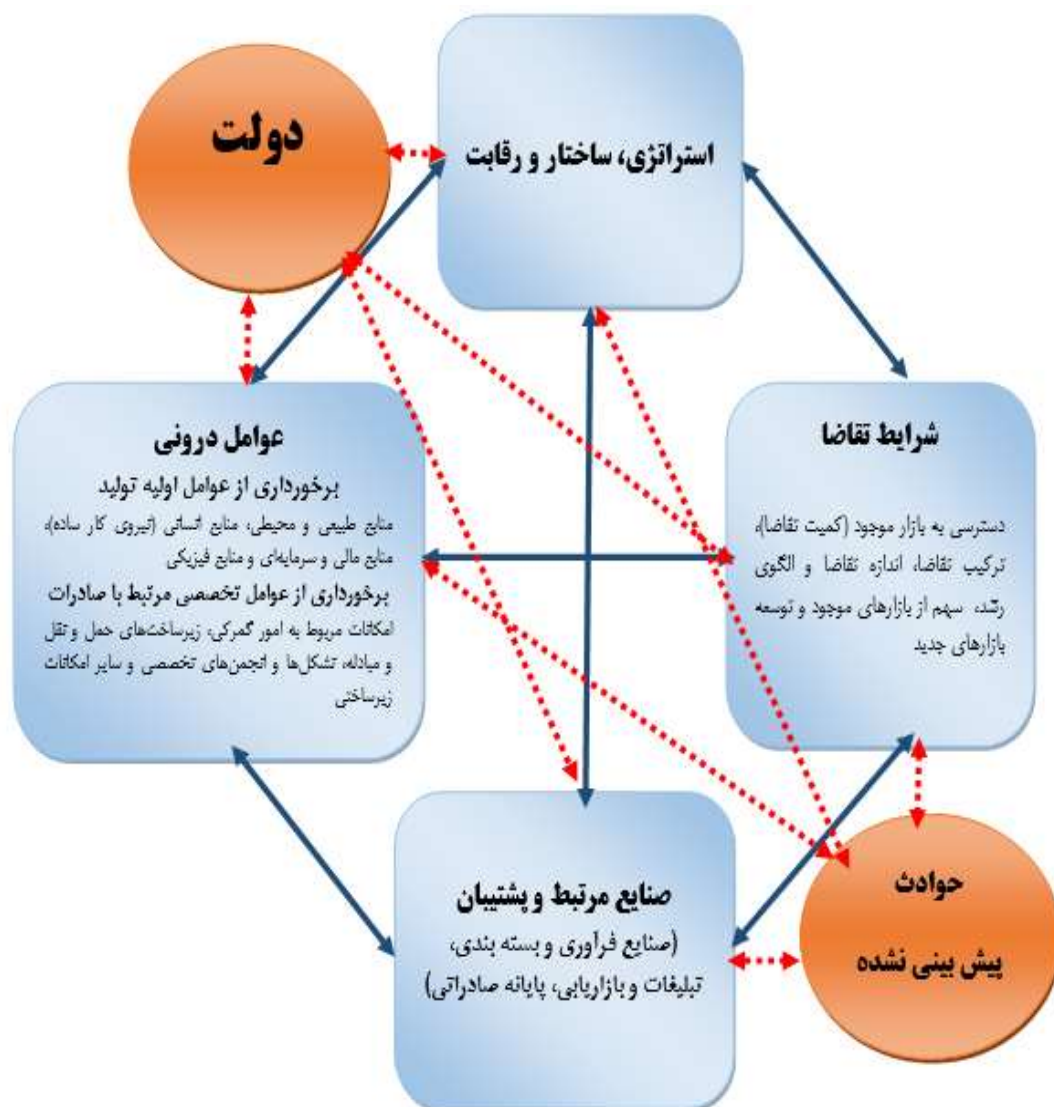 دولت
استراتژی، ساختار و رقابت
شرایط تقاضا
دسترسی به بازار موجود (کمیت تقاضا)،
ترکیب تقاضا، اندازه تقاضا و الگوی
رشد، سهم از بازارهای موجود و توسعه
بازارهای جدید
عوامل درونی
برخورداری از عوامل اولیه تولید
منابع طبیعی و محیطی، منابع انسانی (نیروی کار ساده)،
منابع مالی و سرمایه‌ای و منابع فیزیکی
برخورداری از عوامل تخصصی مرتبط با صادرات
امکانات مربوط به امور گمرکی، زیرساخت‌های حمل و نقل
و مبادله، تشکل‌ها و انجمن‌های تخصصی و سایر امکانات
زیرساختی
صنایع مرتبط و پشتیبان
(صنایع فرآوری و بسته بندی،
تبلیغات و بازاریابی، پایانه صادراتی)
حوادث
پیش بینی نشده